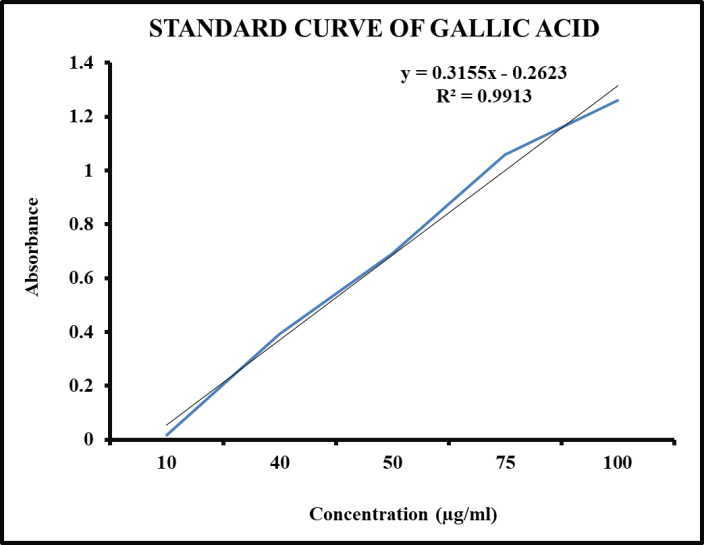 STANDARD CURVE OF GALLIC ACID
y = 0.3155x - 0.2623
R² = 0.9913
1.4
1.2
1
0.8
0.6
0.4
0.2
0
Absorbance
10 40 50 75 100
Concentration (µg/ml)